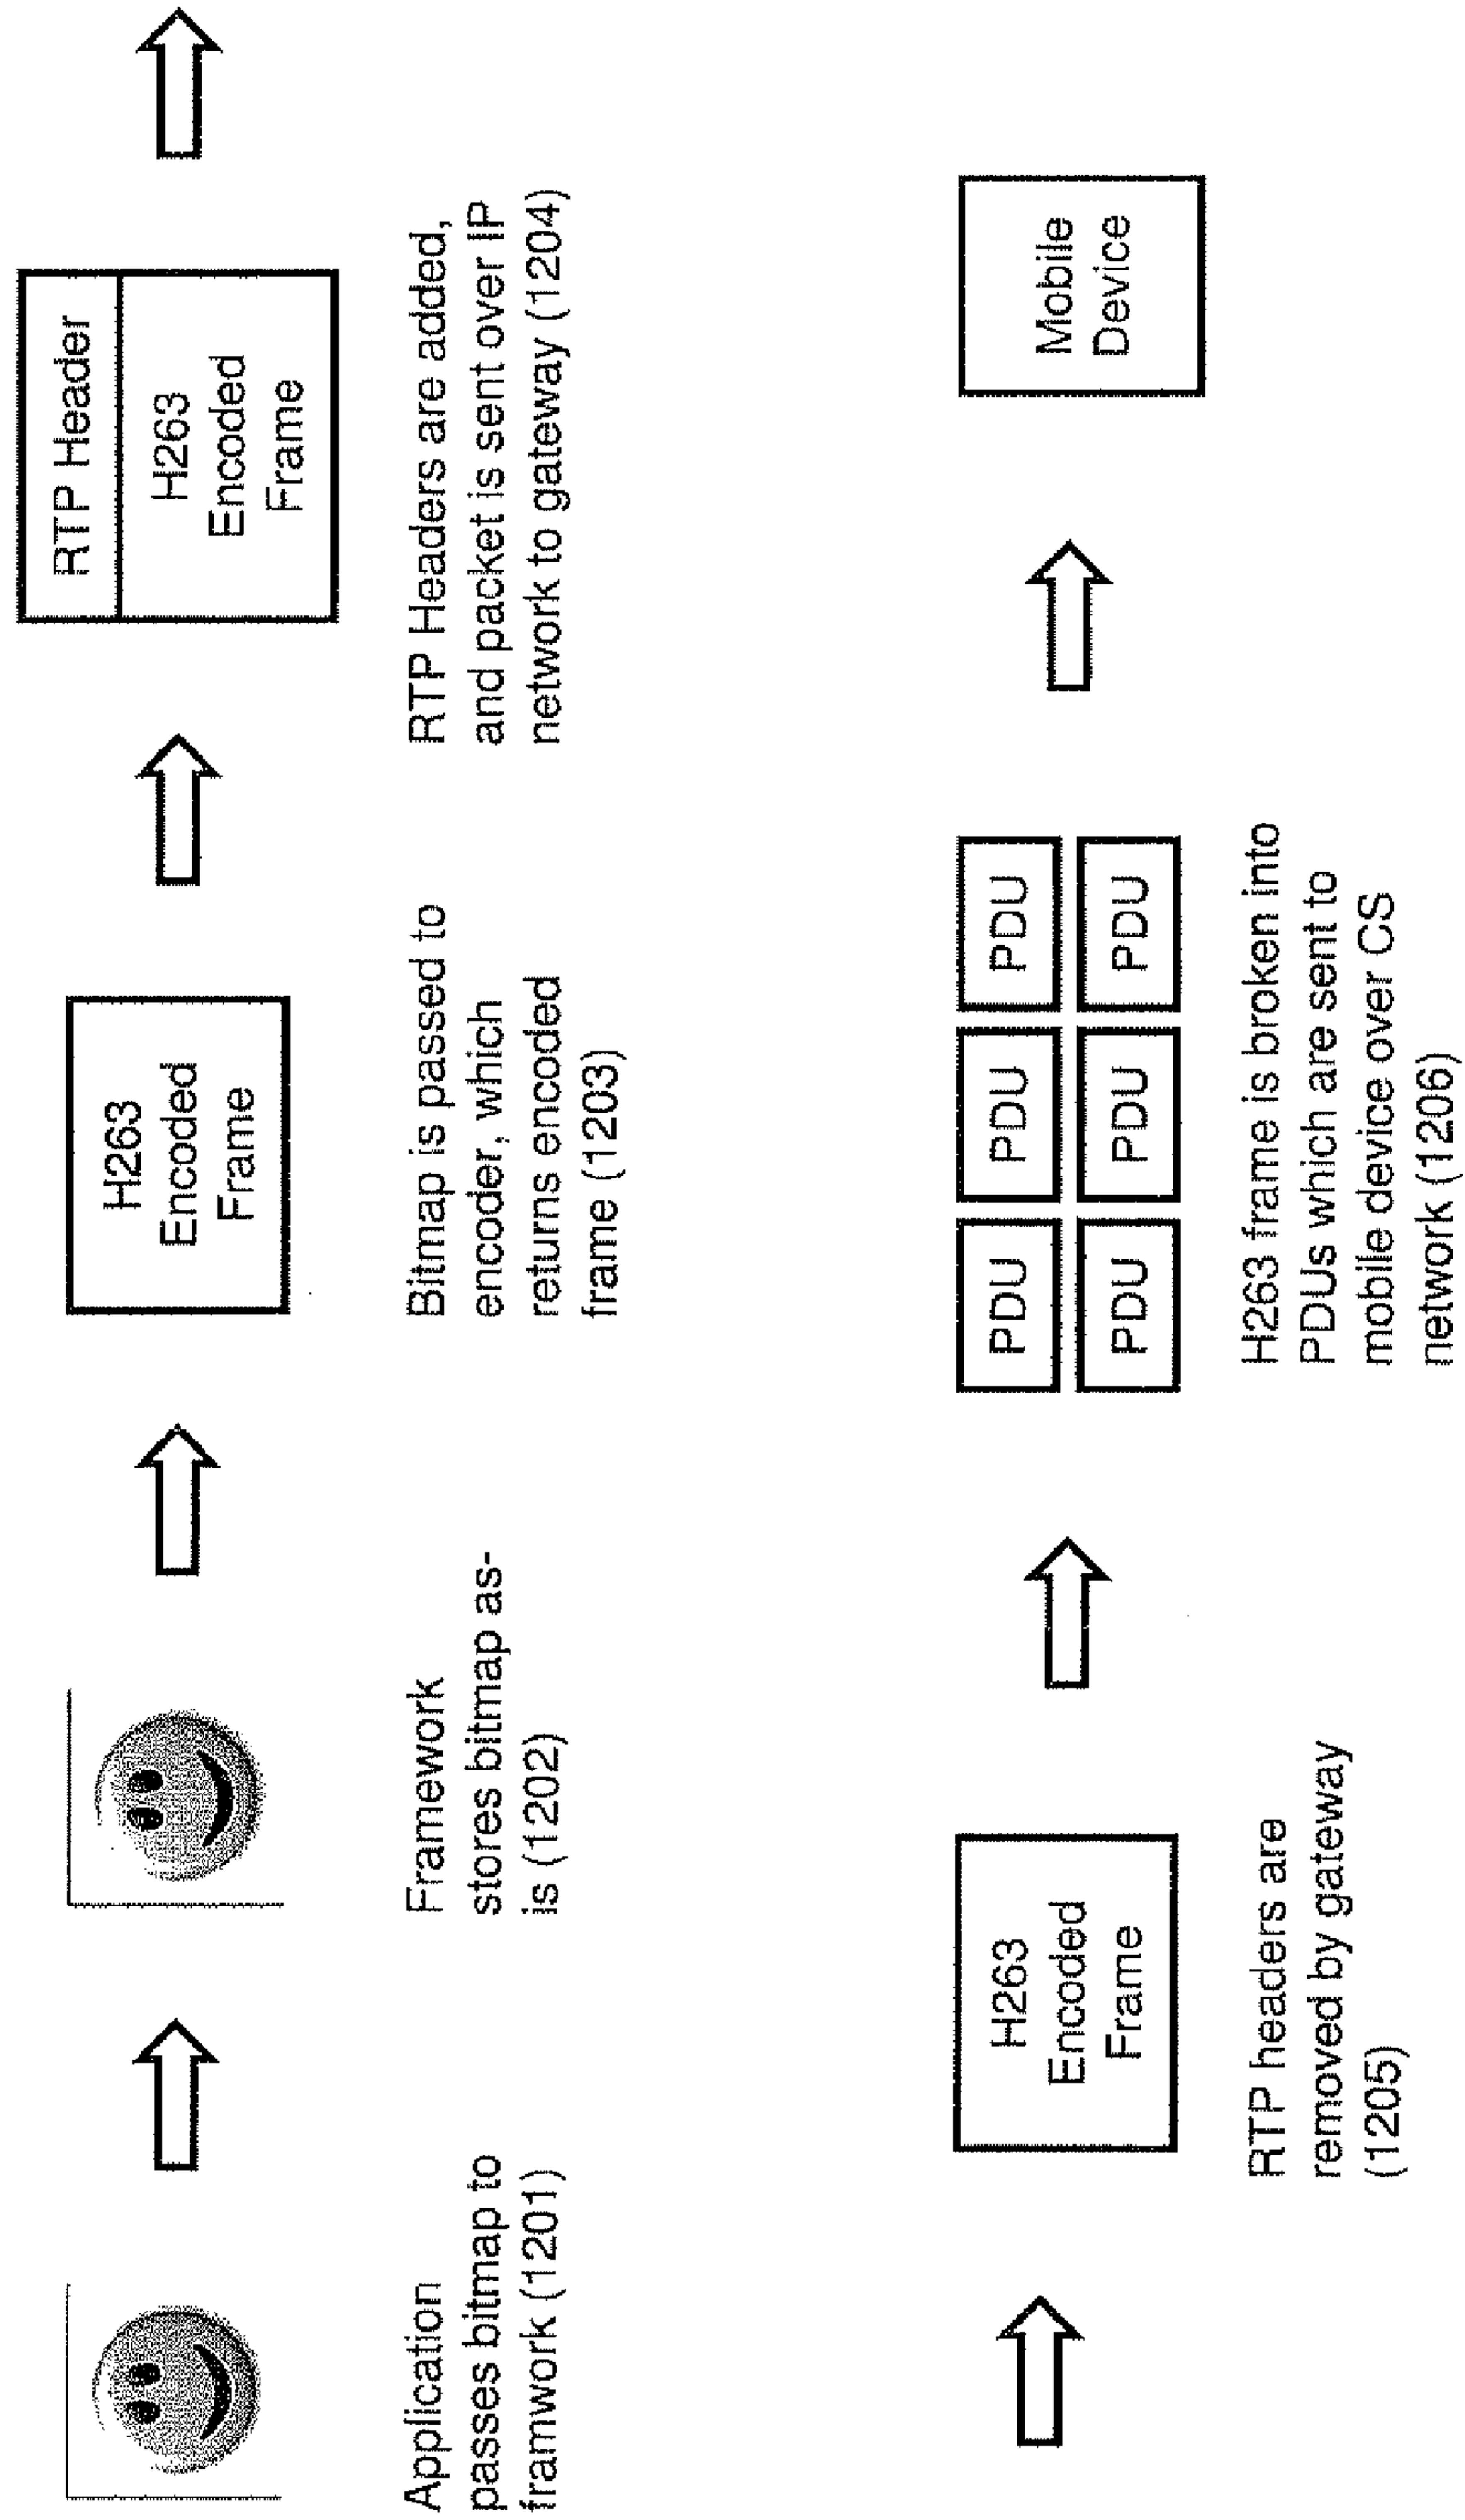 Application
passes bitmap to
framwork (1201)
Framework
stores bitmap as-
is (1202)
H263
Encoded
Frame
Bitmap is passed to
encoder, which
returns encoded
frame (1203)
RTP Header
H263
Encoded
Frame
RTP Headers are added,
and packet is sent over IP
network to gateway (1204)
H263
Encoded
Frame
RTP headers are
removed by gateway
(1205)
PDU PDU PDU
PDU PDU PDU
H263 frame is broken into
PDUs which are sent to
mobile device over CS
network (1206)
Mobile
Device